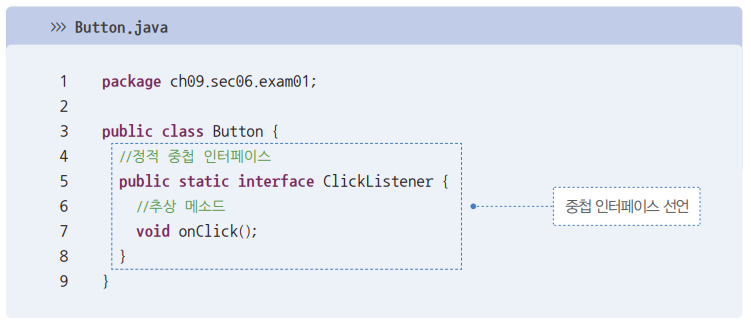 >>> Button.java
1 package ch09.sec06.exam01;
2
3 public class Button {
4 //정적 중첩 인터페이스
5 public static interface ClickListener {
6 //추상 메소드
7 void onClick();
8 }
9 }
중첩 인터페이스 선언